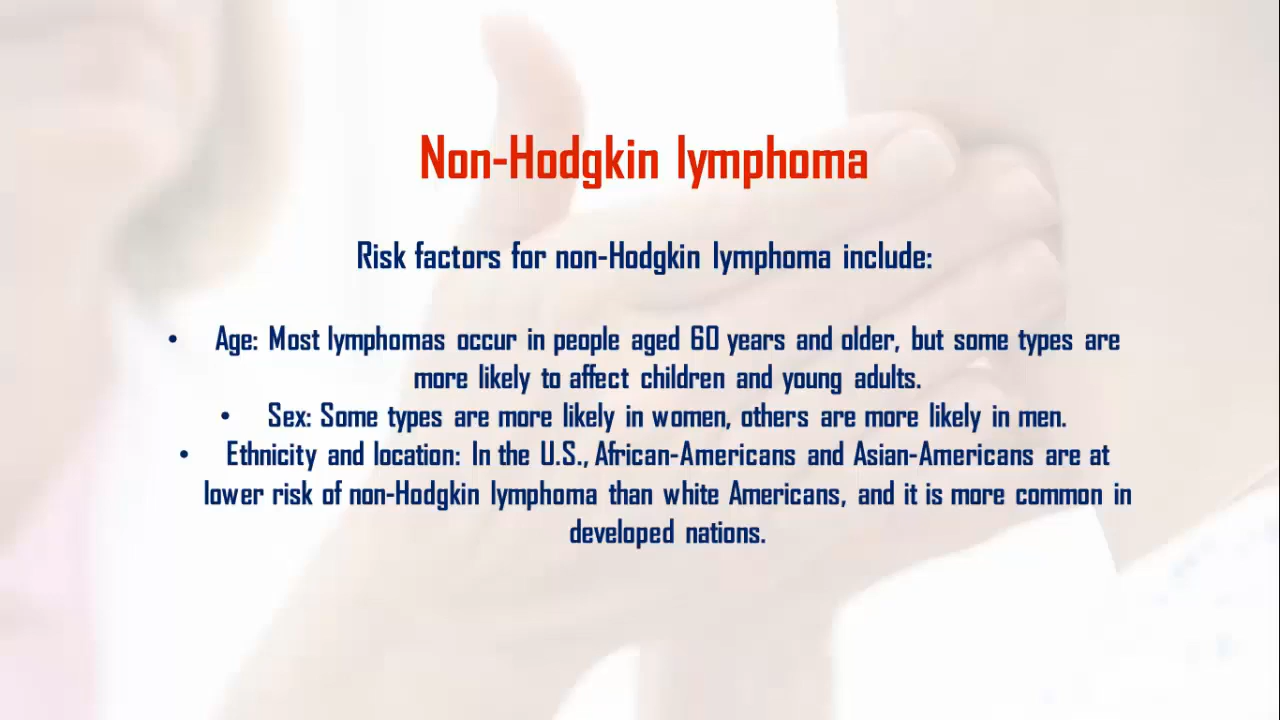 Non-Hodgkin lymphoma
Risk factors for non-Hodgkin lymphoma include:
• Age: Most lymphomas occur in people aged 60 years and older, but some types are
more likely to affect children and young adults.
• Sex: Some types are more likely in women, others are more likely in men.
• Ethnicity and location: In the U.S., African-Americans and Asian-Americans are at
lower risk of non-Hodgkin lymphoma than white Americans, and it is more common in
developed nations.